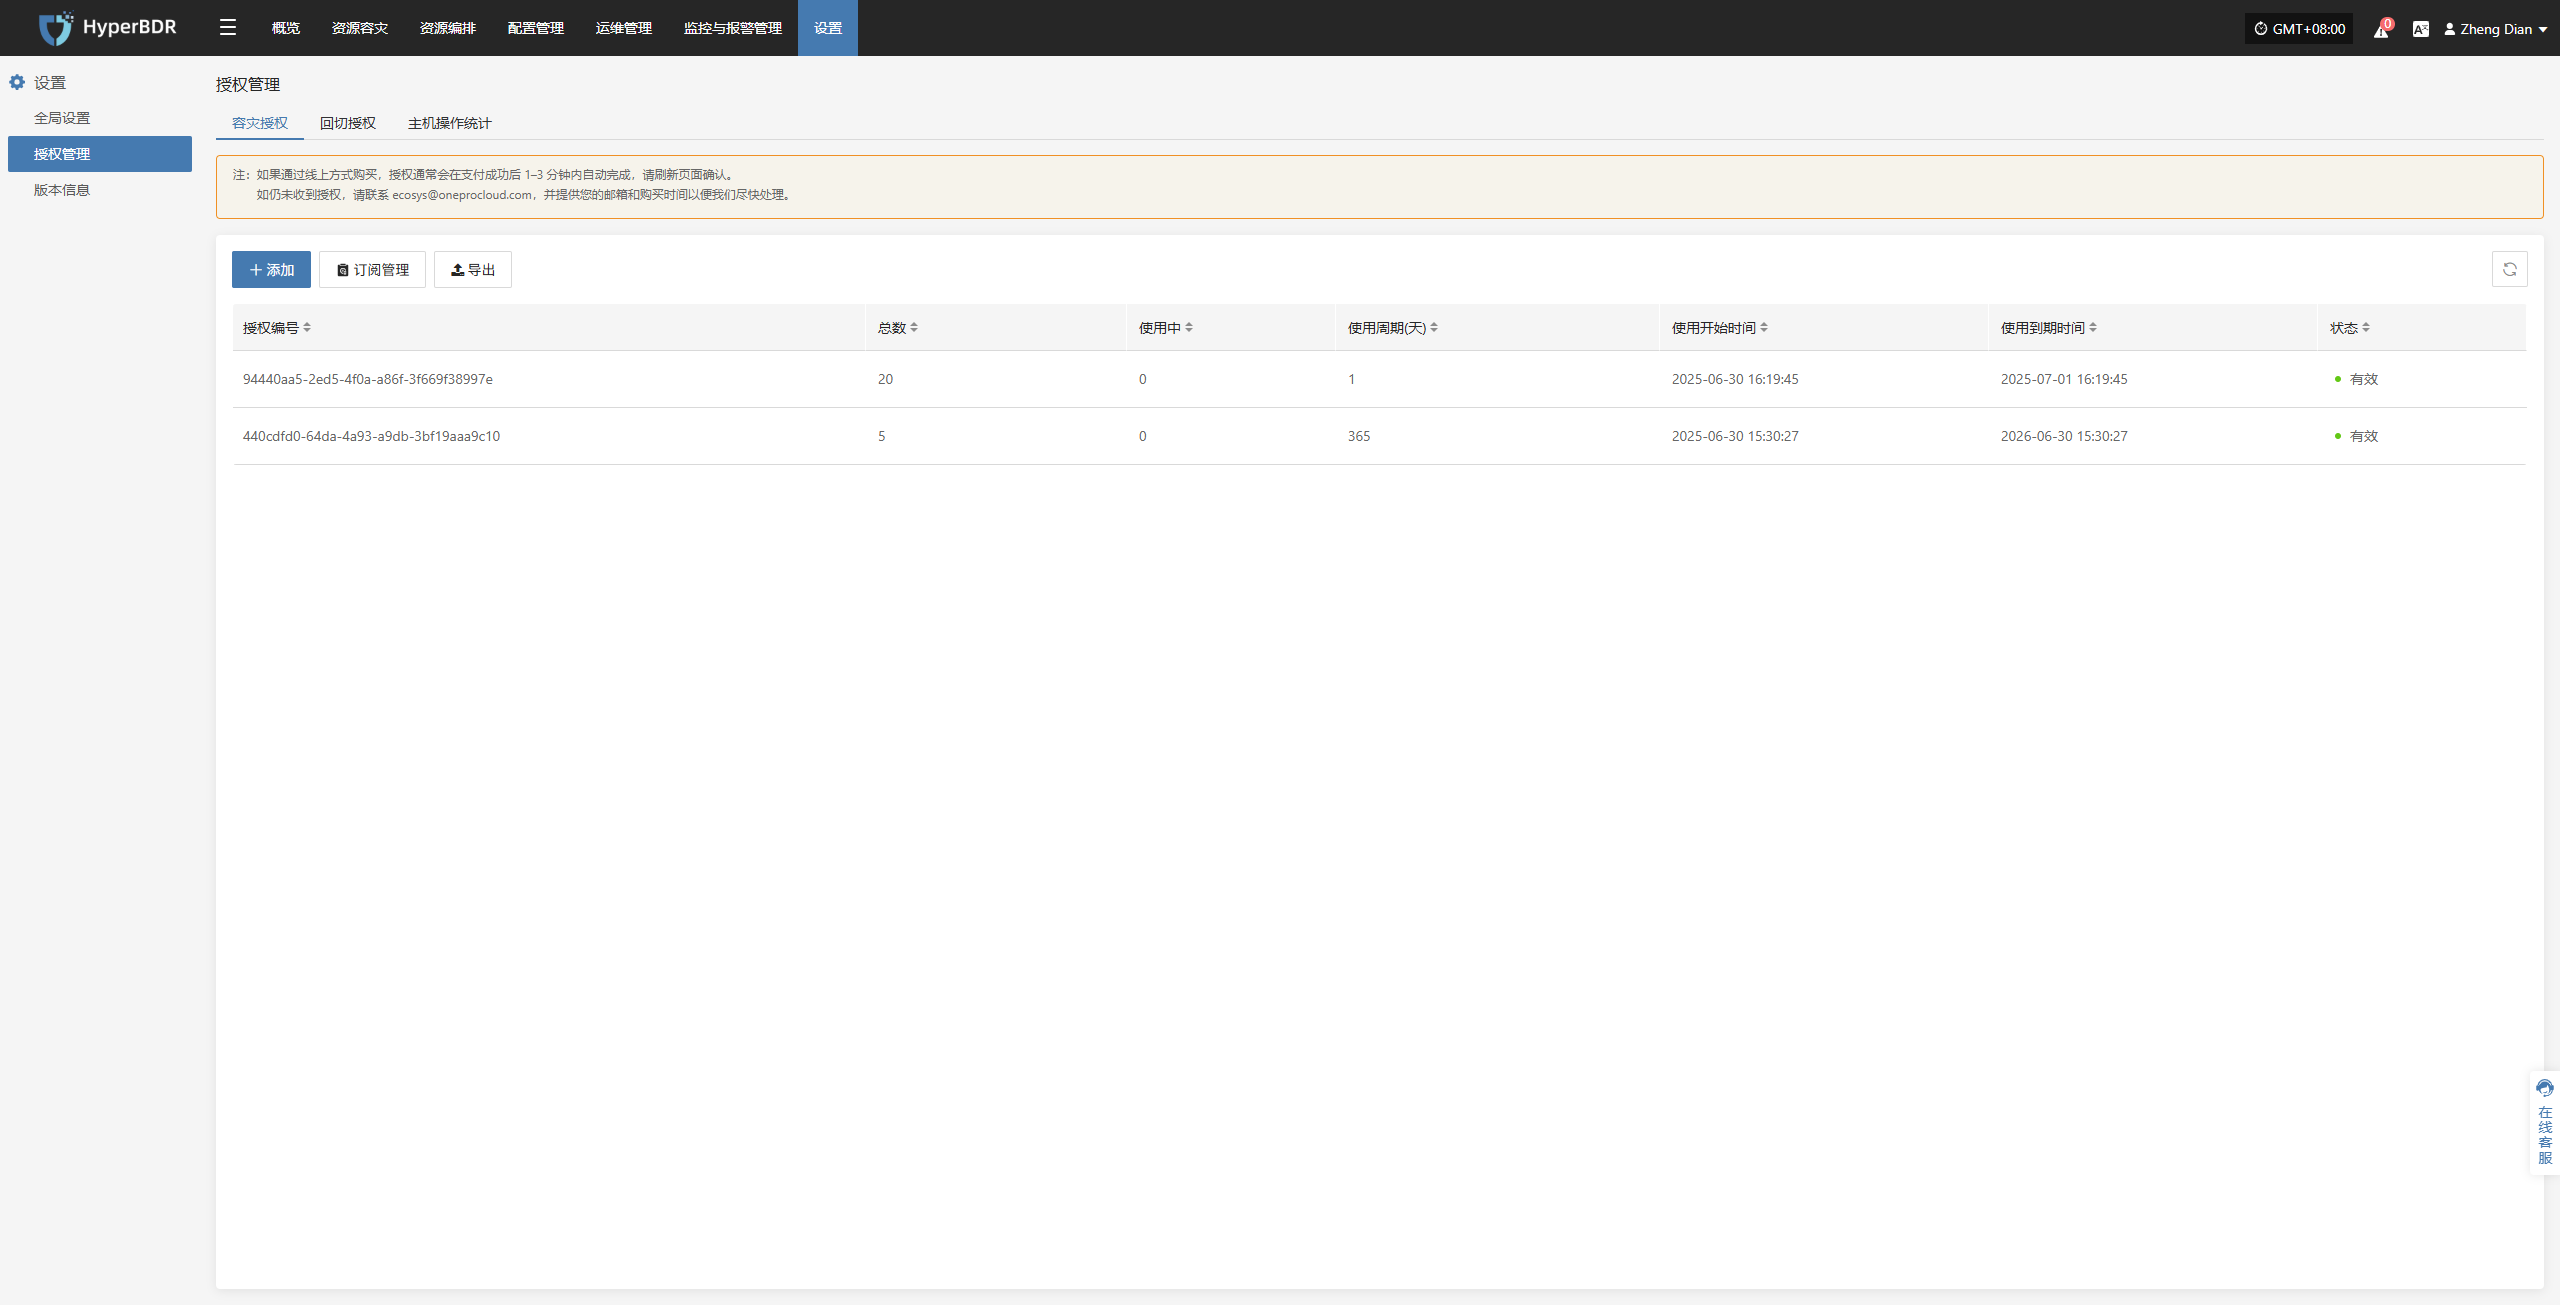 HyperBDR
概览 资源容灾 资源编排 配置管理 运维管理 监控与报警管理 设置
GMT+08:00 0 Zheng Dian
设置
全局设置
授权管理
版本信息
授权管理
容灾授权 回切授权 主机操作统计
注：如果通过线上方式购买，授权通常会在支付成功后 1–3 分钟内自动完成，请刷新页面确认。
如仍未收到授权，请联系 ecosys@oneprocloud.com，并提供您的邮箱和购买时间以便我们尽快处理。
添加 订阅管理 导出
授权编号 总数 使用中 使用周期(天) 使用开始时间 使用到期时间 状态
94440aa5-2ed5-4f0a-a86f-3f669f38997e 20 0 1 2025-06-30 16:19:45 2025-07-01 16:19:45 有效
440cdfd0-64da-4a93-a9db-3bf19aaa9c10 5 0 365 2025-06-30 15:30:27 2026-06-30 15:30:27 有效
在线客服